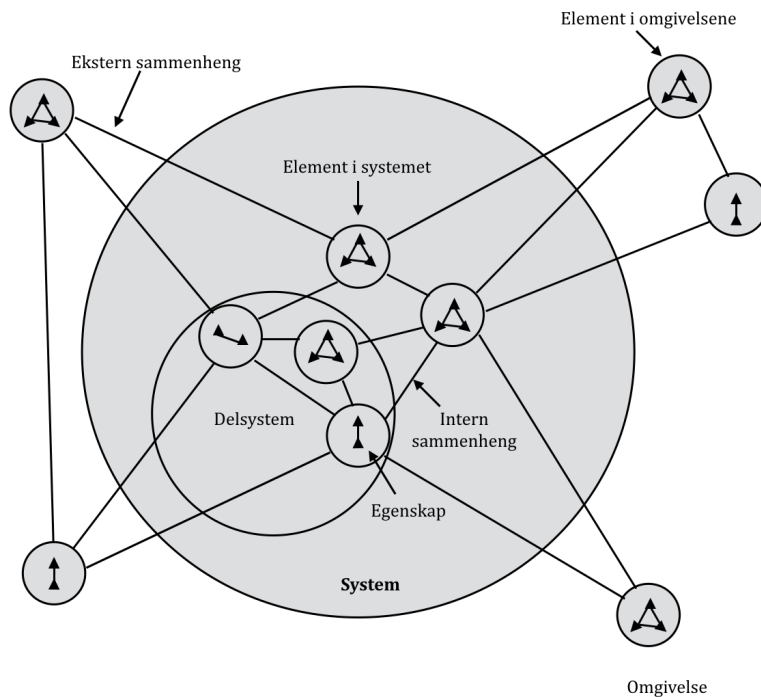 Element i omgivelsene
Ekstern sammenheng
Element i systemet
Delsystem
Intern
sammenheng
Egenskap
System
Omgivelse